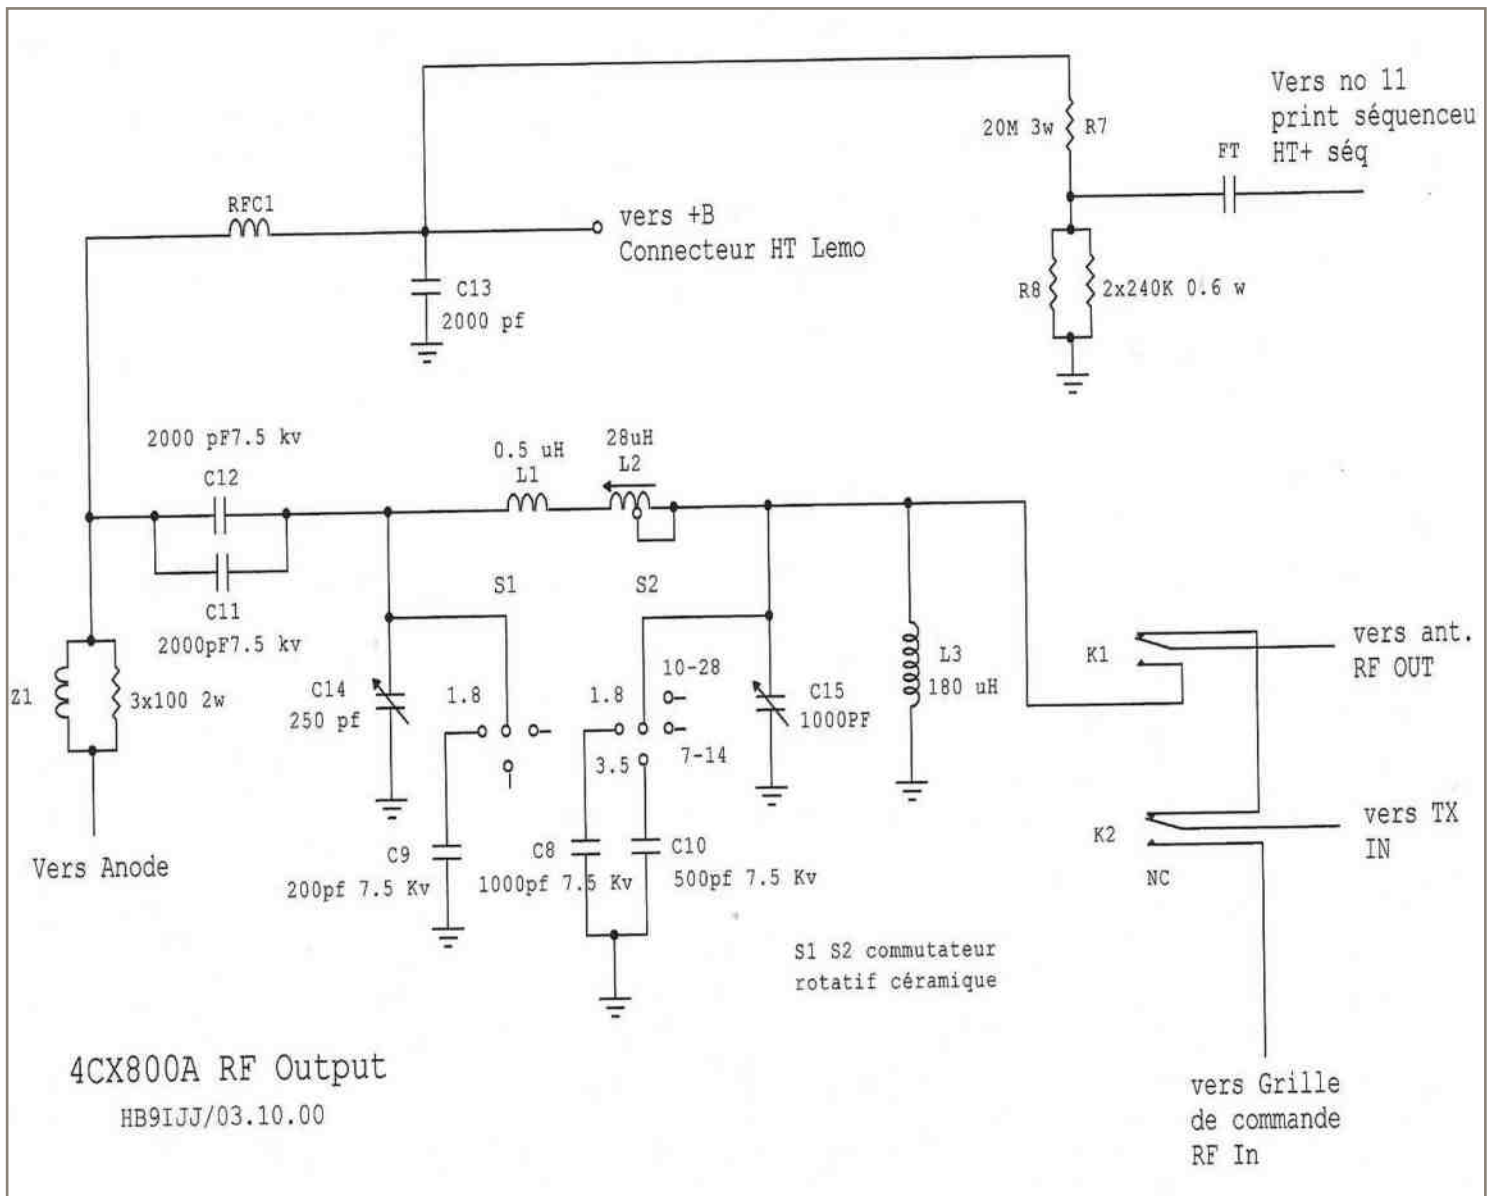 Vers no 11
print séquenceu
HT+ séq
20M 3w
R7
FT
RFC1
vers +B
Connecteur HT Lemo
C13
2000 pf
R8
2x240K 0.6 w
2000 pF7.5 kv
C12
0.5 uH
L1
28uH
L2
C11
2000pF7.5 kv
S1
S2
Z1
3x100 2w
C14
250 pf
1.8
1.8
10-28
7-14
3.5
C15
1000PF
L3
180 uH
K1
vers ant.
RF OUT
K2
NC
vers TX
IN
Vers Anode
C9
200pf 7.5 Kv
C8
1000pf 7.5 Kv
C10
500pf 7.5 Kv
S1 S2 commutateur
rotatif céramique
4CX800A RF Output
HB9IJJ/03.10.00
vers Grille
de commande
RF In